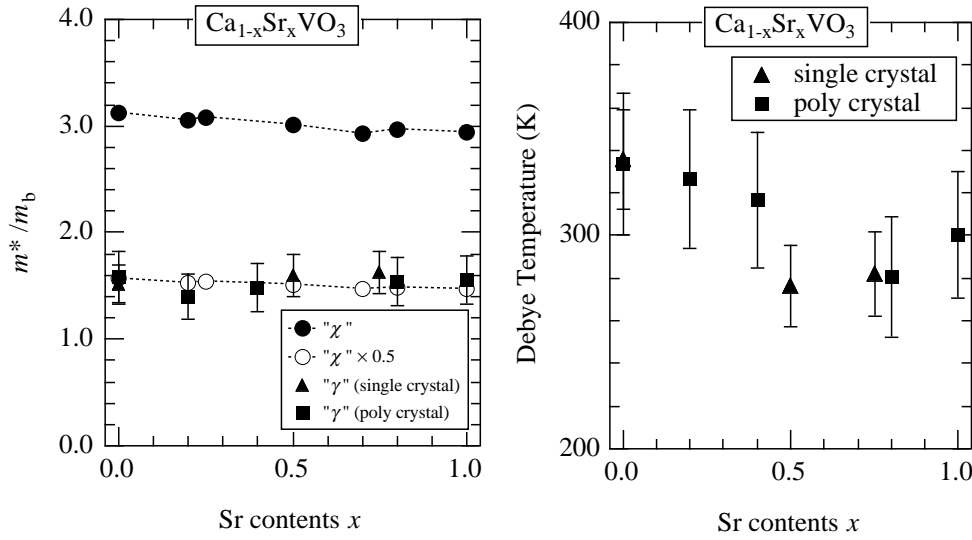 Ca1-xSrxVO3
4.0
3.0
2.0
1.0
0.0
m* /mb
"χ"
"χ" × 0.5
"γ" (single crystal)
"γ" (poly crystal)
0.0 0.5 1.0
Sr contents x
Ca1-xSrxVO3
400
300
200
Debye Temperature (K)
single crystal
poly crystal
0.0 0.5 1.0
Sr contents x